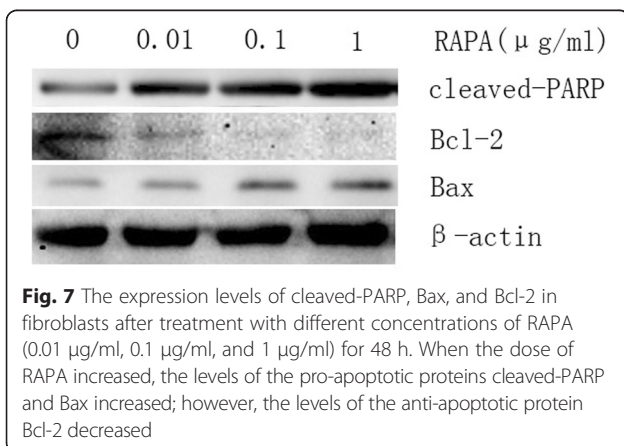 0 0.01 0.1 1 RAPA(μg/ml)
cleaved-PARP
Bcl-2
Bax
β-actin
Fig. 7 The expression levels of cleaved-PARP, Bax, and Bcl-2 in
fibroblasts after treatment with different concentrations of RAPA
(0.01 μg/ml, 0.1 μg/ml, and 1 μg/ml) for 48 h. When the dose of
RAPA increased, the levels of the pro-apoptotic proteins cleaved-PARP
and Bax increased; however, the levels of the anti-apoptotic protein
Bcl-2 decreased